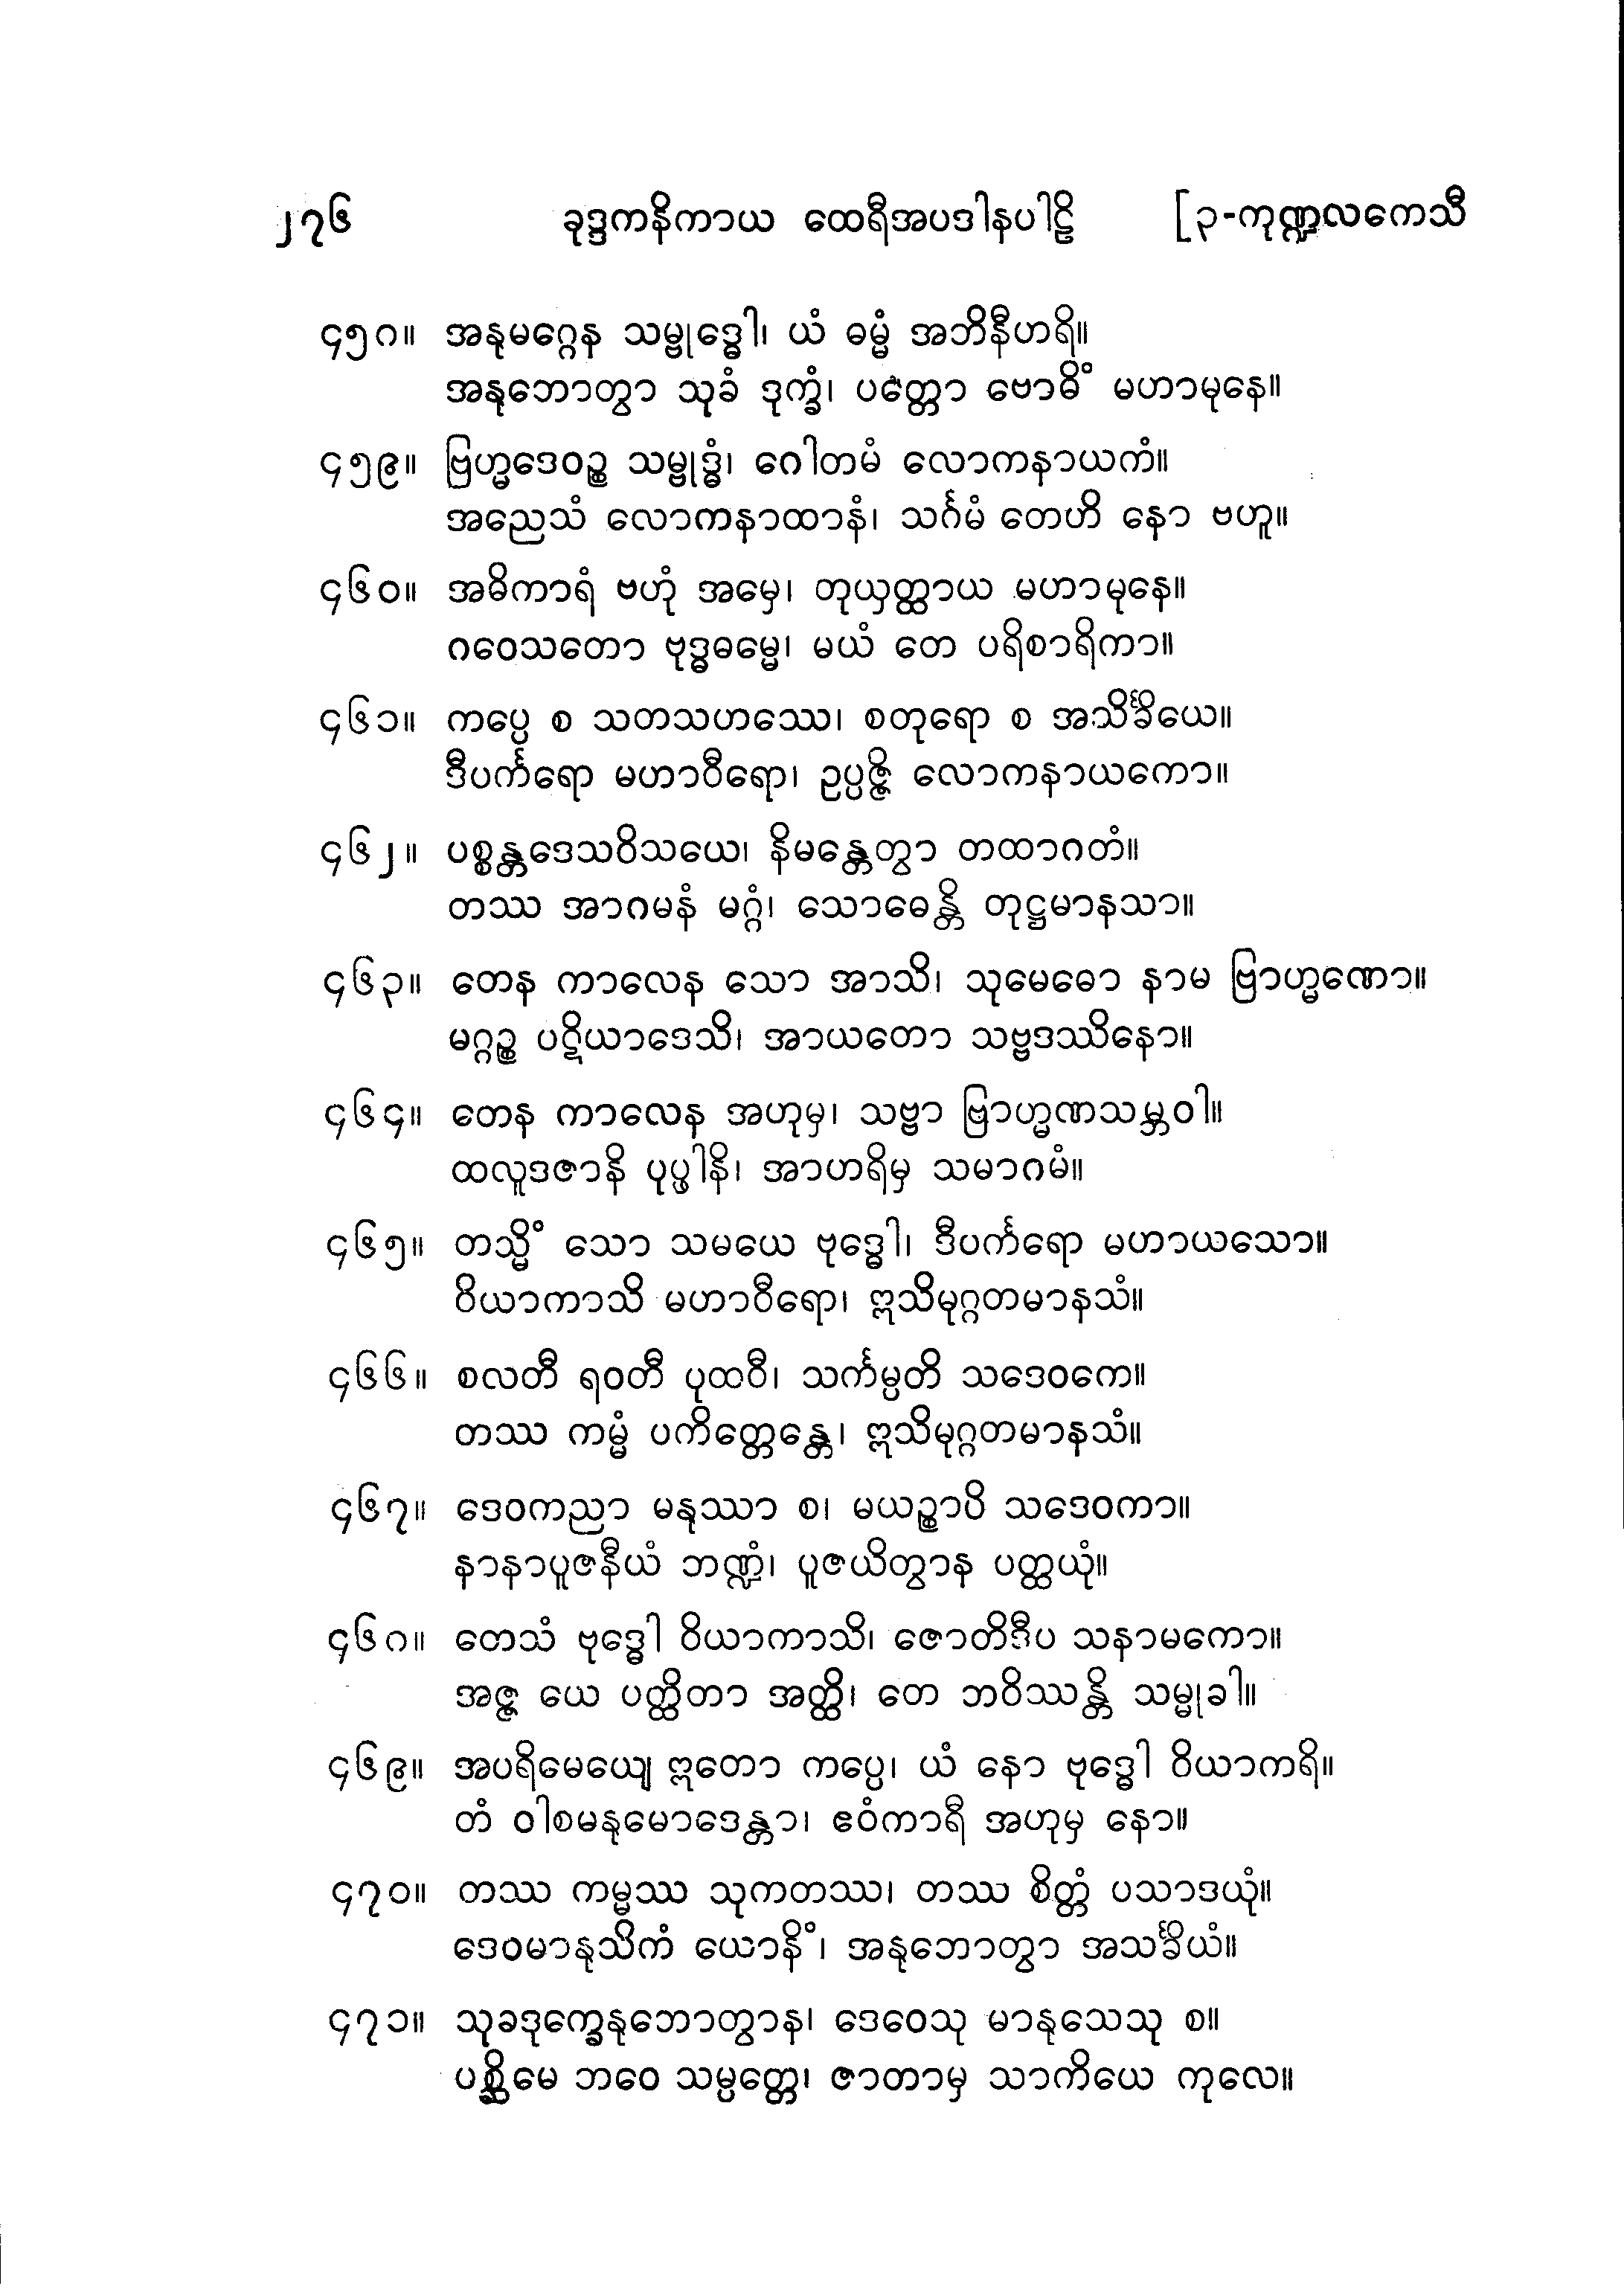 ၂၇၆ ခုဒ္ဒကနိကာယ ထေရီအပဒါနပါဠိ [၃-ကုဏ္ဍလကေသီ
၄၅၈။ အနုမဂ္ဂေန သမ္ဗုဒ္ဓေါ၊ ယံ ဓမ္မံ အဘိနီဟရိ။
အနုဘောတွာ သုခံ ဒုက္ခံ၊ ပတ္တော ဗောဓိံ မဟာမုနေ။
၄၅၉။ ဗြဟ္မဒေဝဉ္စ သမ္ဗုဒ္ဓံ၊ ဂေါတမံ လောကနာယကံ။
အညေသံ လောကနာထာနံ၊ သင်္ဂမံ တေဟိ နော ဗဟူ။
၄၆၀။ အဓိကာရံ ဗဟုံ အမှေ၊ တုယှတ္ထာယ မဟာမုနေ။
ဂဝေသတော ဗုဒ္ဓဓမ္မေ၊ မယံ တေ ပရိစာရိကာ။
၄၆၁။ ကပ္ပေ စ သတသဟဿေ၊ စတုရော စ အသင်္ခိယေ။
ဒီပင်္ကရော မဟာဝီရော၊ ဥပ္ပဇ္ဇိ လောကနာယကော။
၄၆၂။ ပစ္စန္တဒေသဝိသယေ၊ နိမန္တေတွာ တထာဂတံ။
တဿ အာဂမနံ မဂ္ဂံ၊ သောဓေန္တိ တုဋ္ဌမာနသာ။
၄၆၃။ တေန ကာလေန သော အာသိ၊ သုမေဓော နာမ ဗြာဟ္မဏော။
မဂ္ဂဉ္စ ပဋိယာဒေသိ၊ အာယတော သဗ္ဗဒဿိနော။
၄၆၄။ တေန ကာလေန အဟုမှ၊ သဗ္ဗာ ဗြာဟ္မဏသမ္ဘဝါ။
ထလူဒဇာနိ ပုပ္ဖါနိ၊ အာဟရိမှ သမာဂမံ။
၄၆၅။ တသ္မိံ သော သမယေ ဗုဒ္ဓေါ၊ ဒီပင်္ကရော မဟာယသော။
ဝိယာကာသိ မဟာဝီရော၊ ဣသိမုဂ္ဂတမာနသံ။
၄၆၆။ စလတီ ရဝတီ ပုထဝီ၊ သင်္ကမ္ပတိ သဒေဝကေ။
တဿ ကမ္မံ ပကိတ္တေန္တေ၊ ဣသိမုဂ္ဂတမာနသံ။
၄၆၇။ ဒေဝကညာ မနုဿာ စ၊ မယဉ္စာပိ သဒေဝကာ။
နာနာပူဇနီယံ ဘဏ္ဍံ၊ ပူဇယိတွာန ပတ္ထယုံ။
၄၆၈။ တေသံ ဗုဒ္ဓေါ ဝိယာကာသိ၊ ဇောတိဒီပ သနာမကော။
အဇ္ဇ ယေ ပတ္ထိတာ အတ္ထိ၊ တေ ဘဝိဿန္တိ သမ္မုခါ။
၄၆၉။ အပရိမေယျေ ဣတော ကပ္ပေ၊ ယံ နော ဗုဒ္ဓေါ ဝိယာကရိ။
တံ ဝါစမနုမောဒေန္တာ၊ ဧဝံကာရီ အဟုမှ နော။
၄၇၀။ တဿ ကမ္မဿ သုကတဿ၊ တဿ စိတ္တံ ပသာဒယုံ။
ဒေဝမာနုသိကံ ယောနိံ၊ အနုဘောတွာ အသင်္ခိယံ။
၄၇၁။ သုခဒုက္ခေနုဘောတွာန၊ ဒေဝေသု မာနုသေသု စ။
ပစ္ဆိမေ ဘဝေ သမ္ပတ္တေ၊ ဇာတာမှ သာကိယေ ကုလေ။